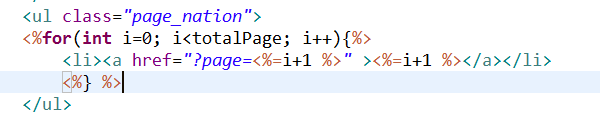 <ul class="page_nation">
<%for(int i=0; i<totalPage; i++){%>
<li><a href="?page=<%=i+1 %>" ><%=i+1 %></a></li>
<%} %>
</ul>